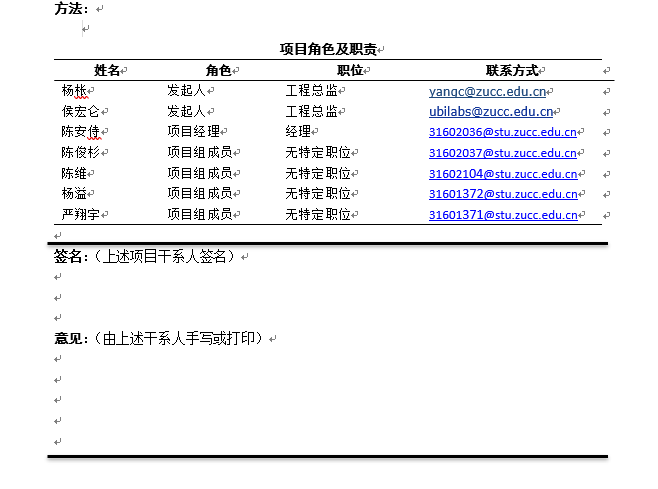 方法：
项目角色及职责
姓名 角色 职位 联系方式
杨枨 发起人 工程总监 yangc@zucc.edu.cn
侯宏仑 发起人 工程总监 ubilabs@zucc.edu.cn
陈安侍 项目经理 经理 31602036@stu.zucc.edu.cn
陈俊杉 项目组成员 无特定职位 31602037@stu.zucc.edu.cn
陈维 项目组成员 无特定职位 31602104@stu.zucc.edu.cn
杨溢 项目组成员 无特定职位 31601372@stu.zucc.edu.cn
严翔宇 项目组成员 无特定职位 31601371@stu.zucc.edu.cn
签名：（上述项目干系人签名）
意见：（由上述干系人手写或打印）